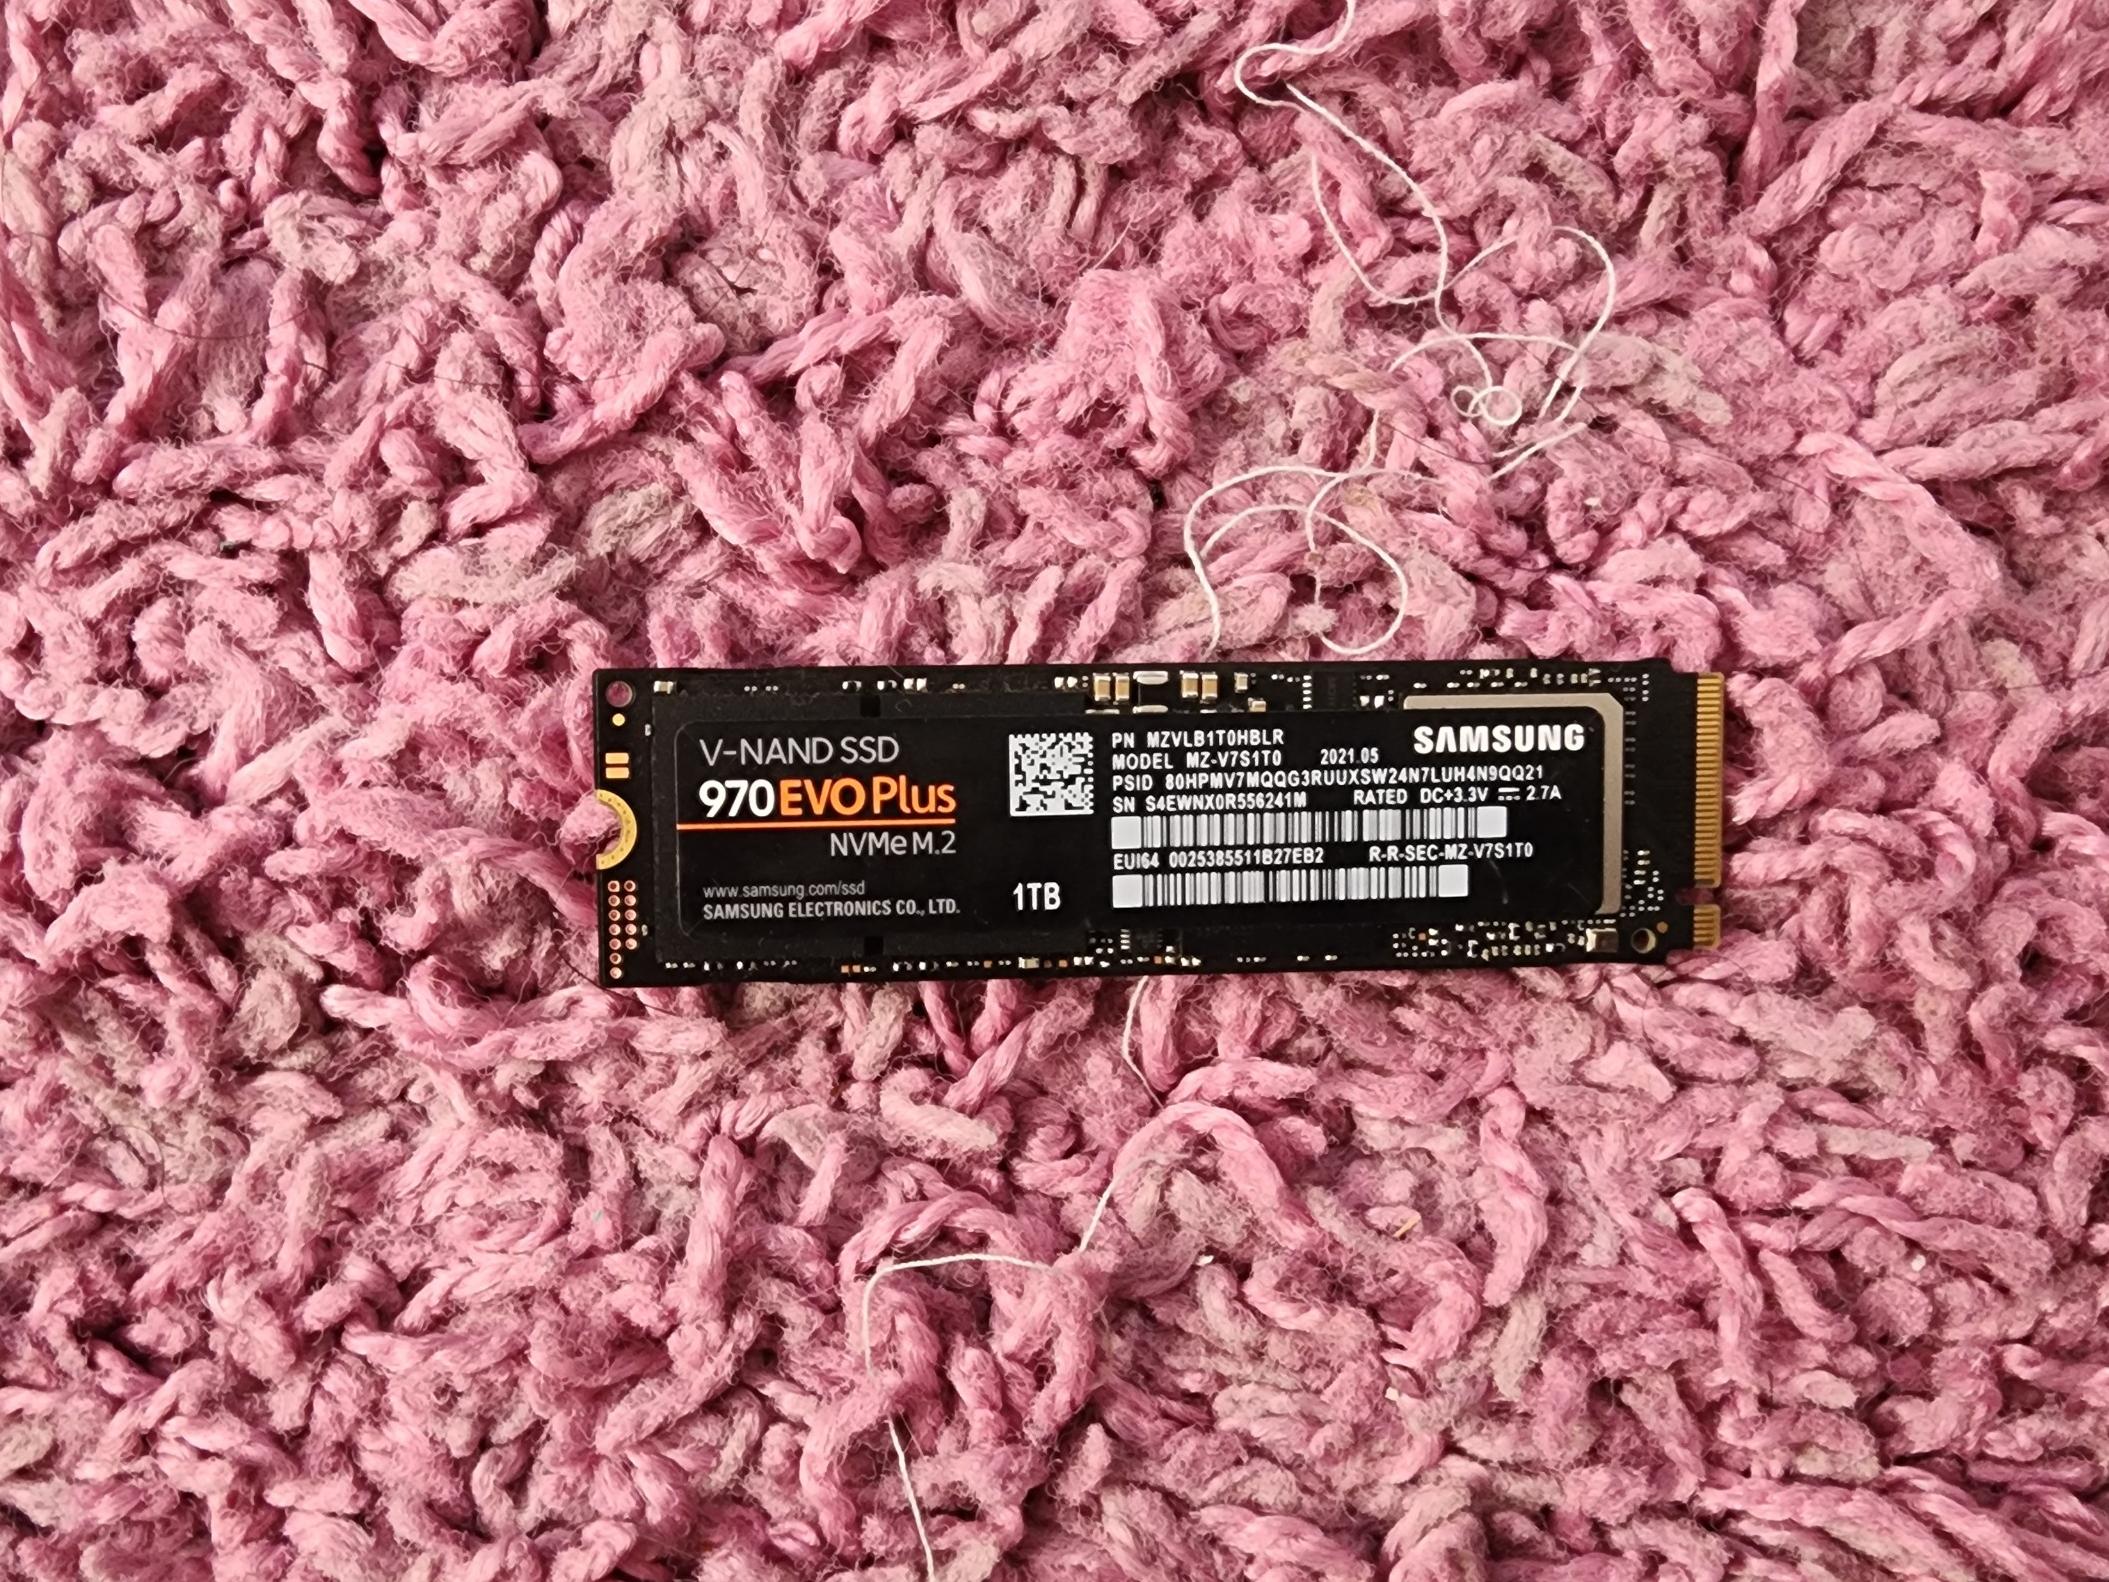 V-NAND SSD
970 EVO Plus
NVMe M.2
www.samsung.com/ssd
SAMSUNG ELECTRONICS CO., LTD.
1TB
PN MZVLB1T0HBLR
MODEL MZ-V7S1T0 2021.05
SAMSUNG
PSID 80HPMV7MQQG3RUUXSW24N7LUH4N9QQ21
SN S4EWNX0R556241M RATED DC+3.3V ⎓ 2.7A
EUI64 0025385511B27EB2 R-R-SEC-MZ-V7S1T0